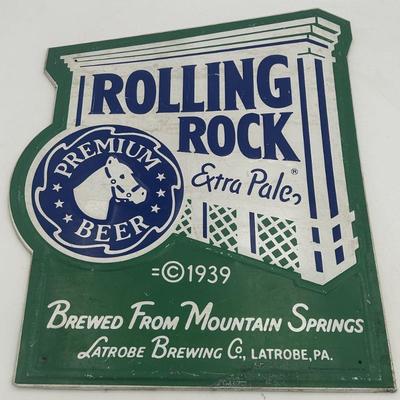 ROLLING
ROCK
Extra Pale
®
PREMIUM
BEER
=©1939
BREWED FROM MOUNTAIN SPRINGS
LATROBE BREWING CO., LATROBE, PA.